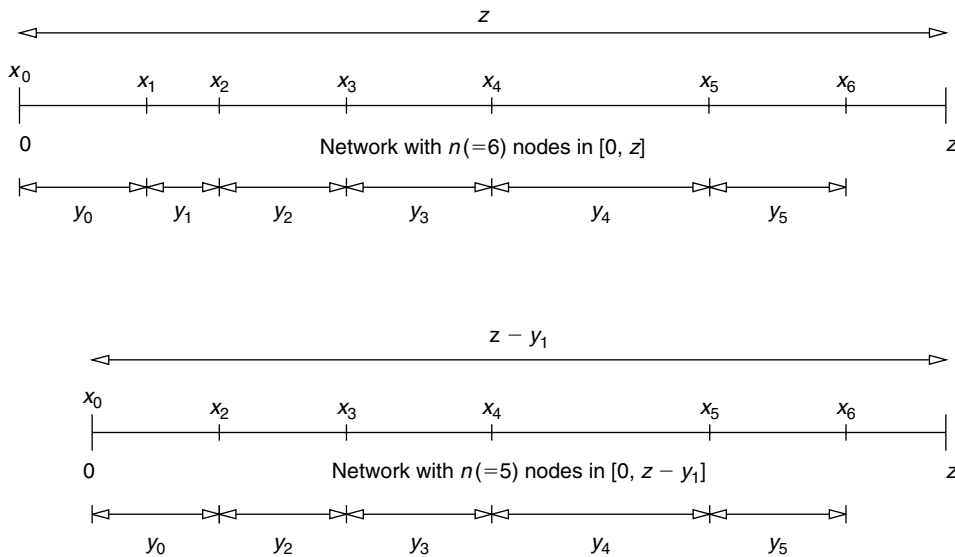 z
x0
x1 x2 x3 x4 x5 x6
0 Network with n(=6) nodes in [0, z] z
y0 y1 y2 y3 y4 y5
z − y1
x0 x2 x3 x4 x5 x6
0 Network with n(=5) nodes in [0, z − y1] z
y0 y2 y3 y4 y5